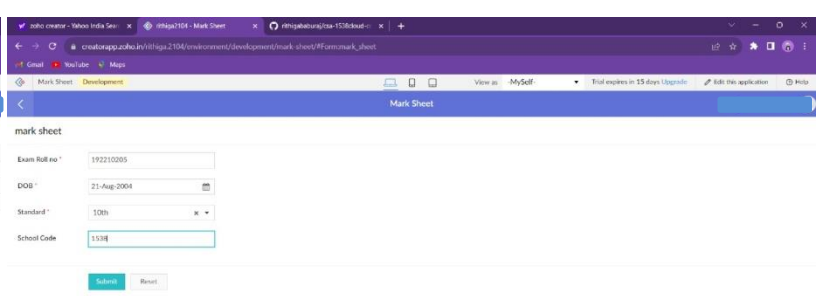 zoho creator - Yahoo India Sear x rithiga2104 - Mark Sheet x rithigababuraj/csa-1538cloud-c x +
creatorapp.zoho.in/rithiga.2104/environment/development/mark-sheet/#Form:mark_sheet
Gmail YouTube Maps
Mark Sheet Development View as -MySelf- Trial expires in 15 days Upgrade Edit this application Help
Mark Sheet
mark sheet
Exam Roll no * 192210205
DOB * 21-Aug-2004
Standard * 10th
School Code 1538
Submit Reset